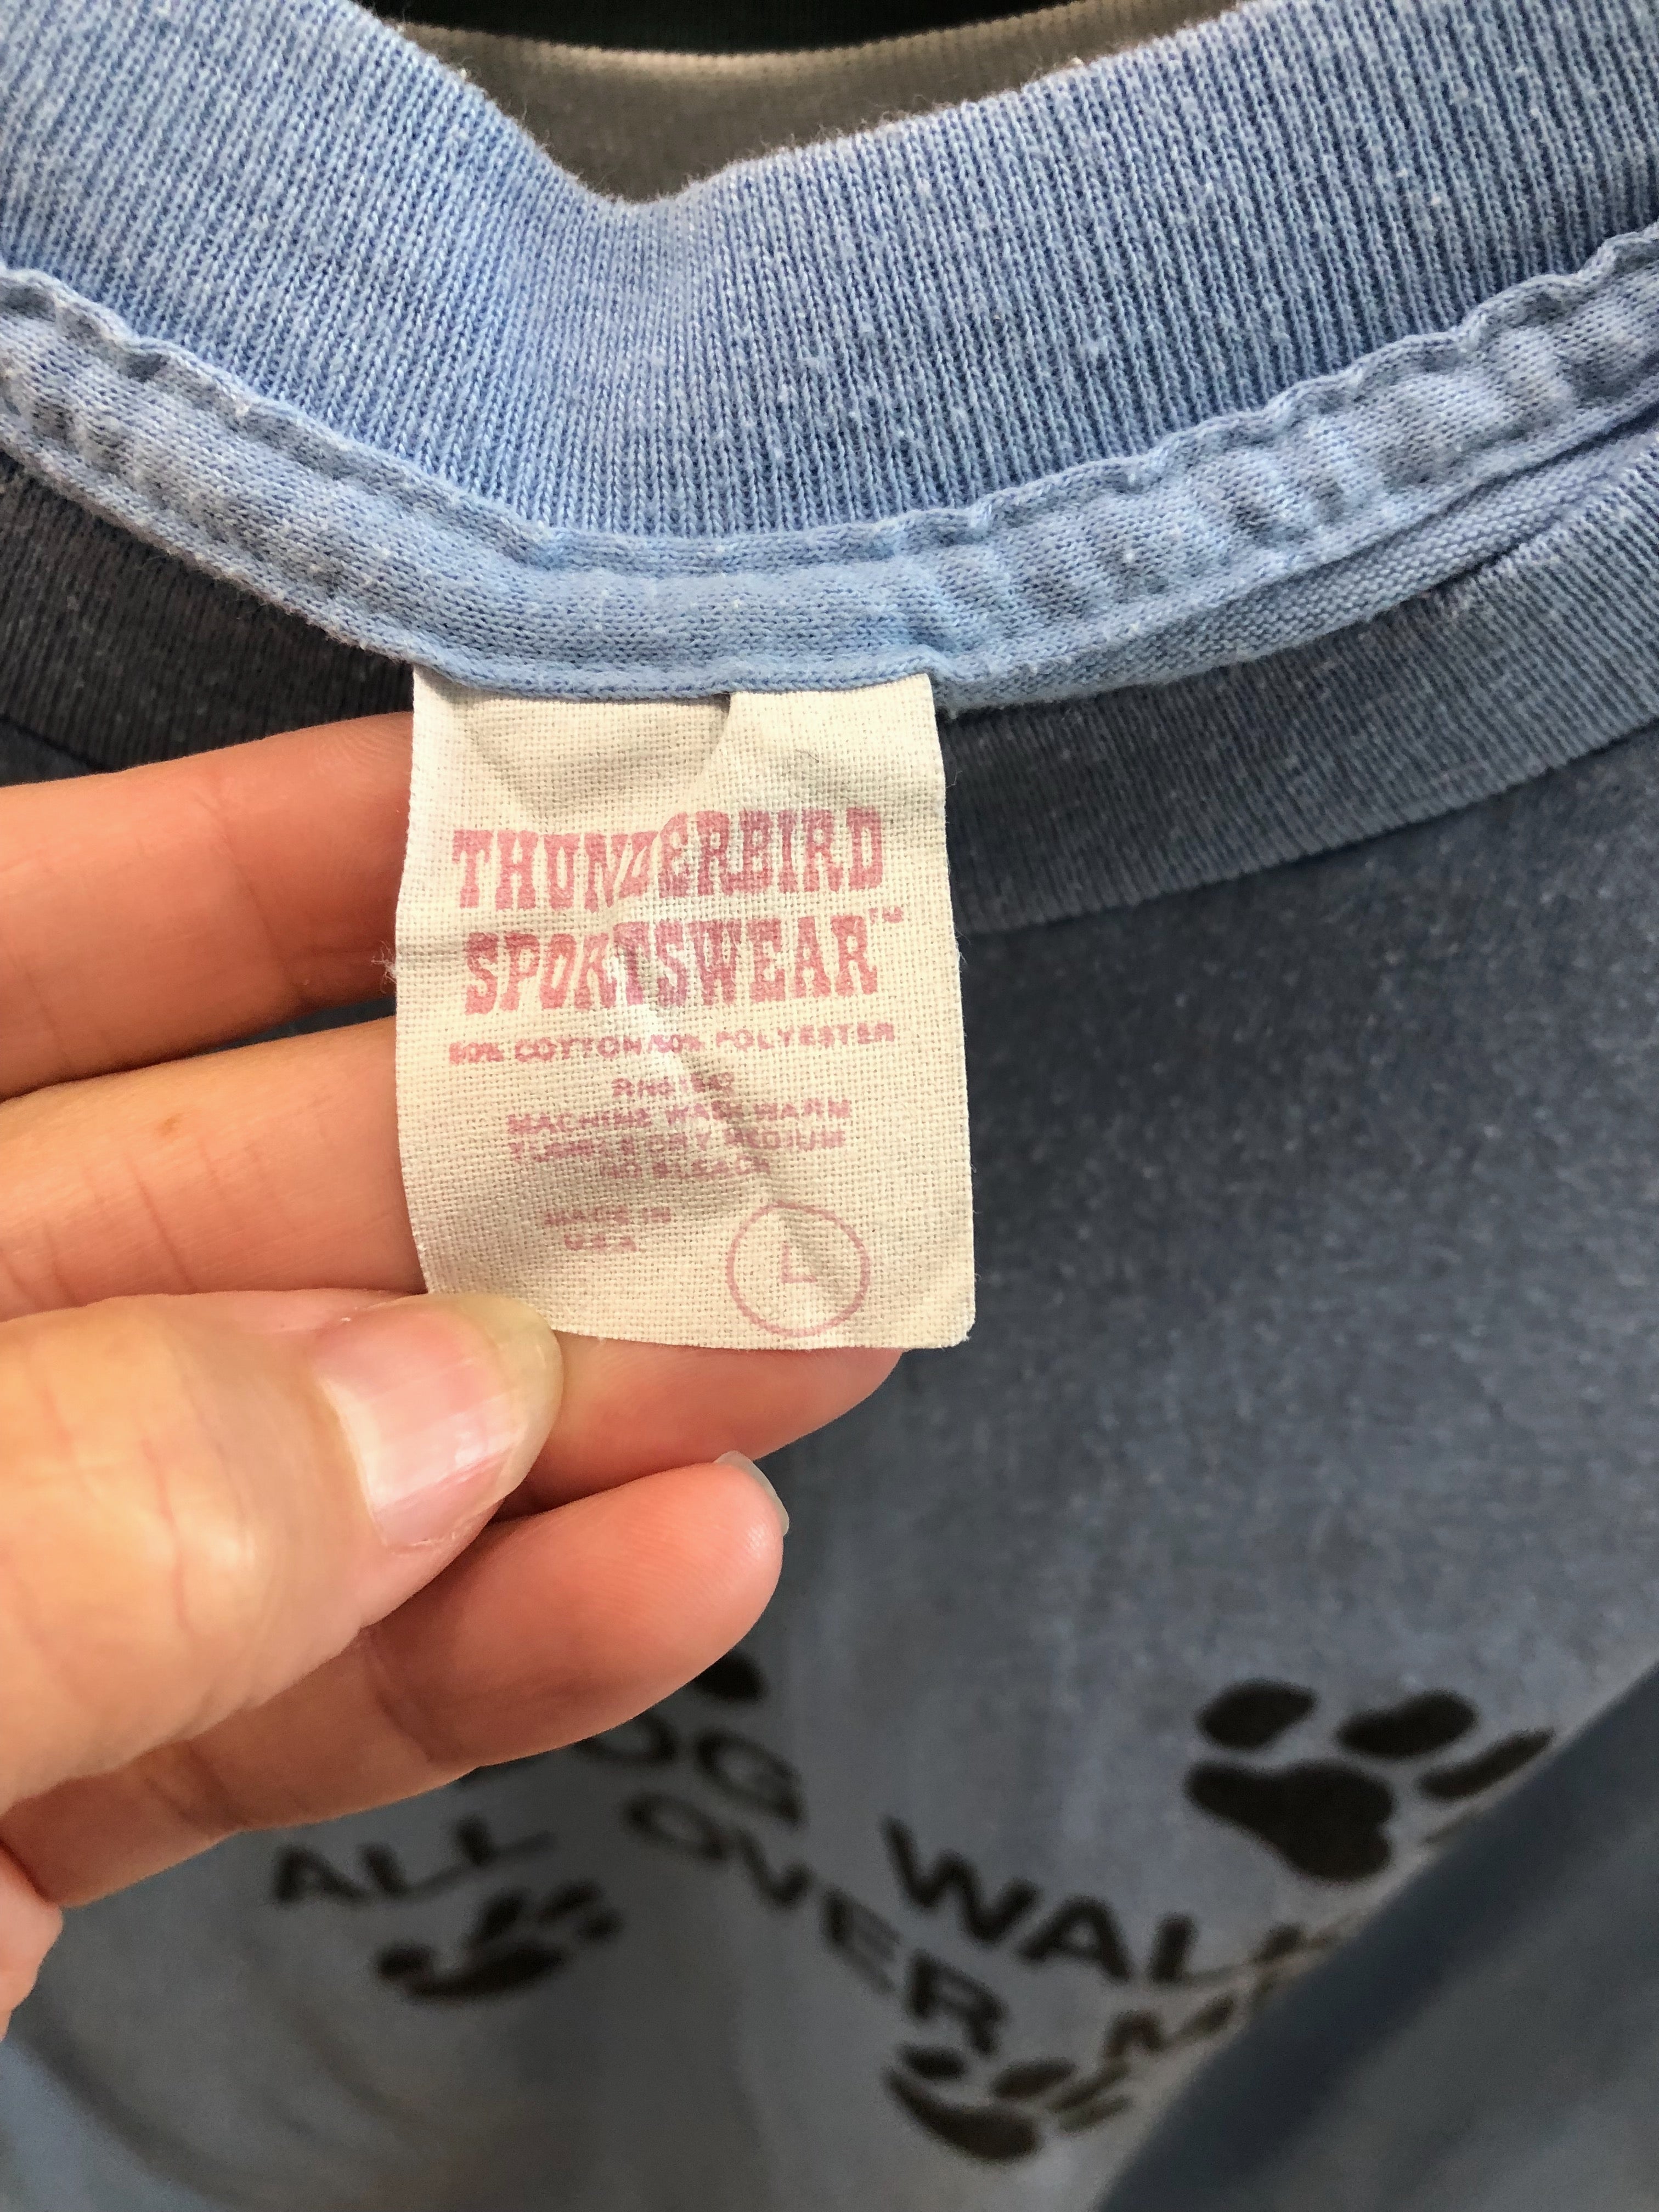 THUNDERBIRD
SPORTSWEAR™
50% COTTON/50% POLYESTER
MACHINE WASH WARM
TUMBLE DRY MEDIUM
NO BLEACH
MADE IN
U.S.A.
L
ALL OVER